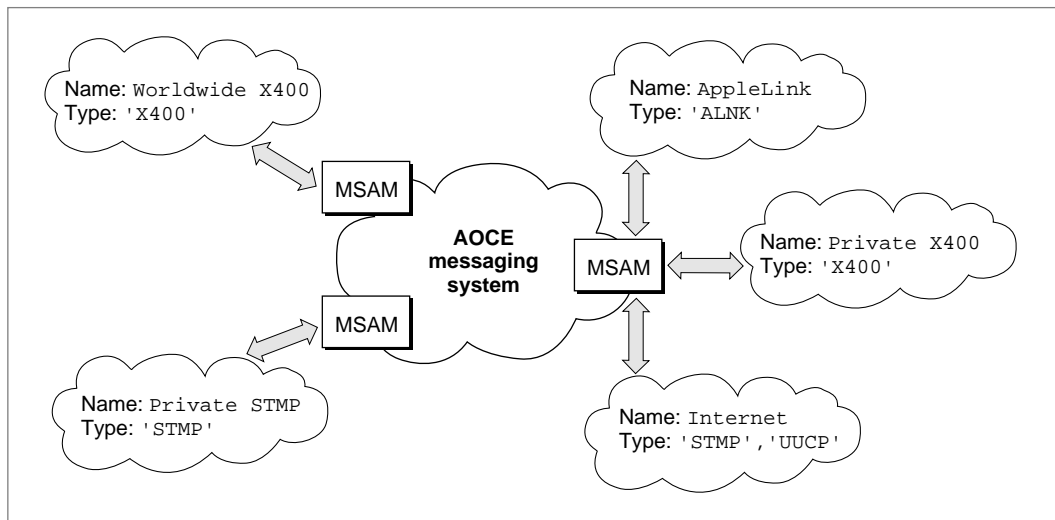 Name: Worldwide X400
Type: 'X400'
Name: AppleLink
Type: 'ALNK'
MSAM
AOCE
messaging
system
MSAM
Name: Private X400
Type: 'X400'
MSAM
Name: Private STMP
Type: 'STMP'
Name: Internet
Type: 'STMP','UUCP'